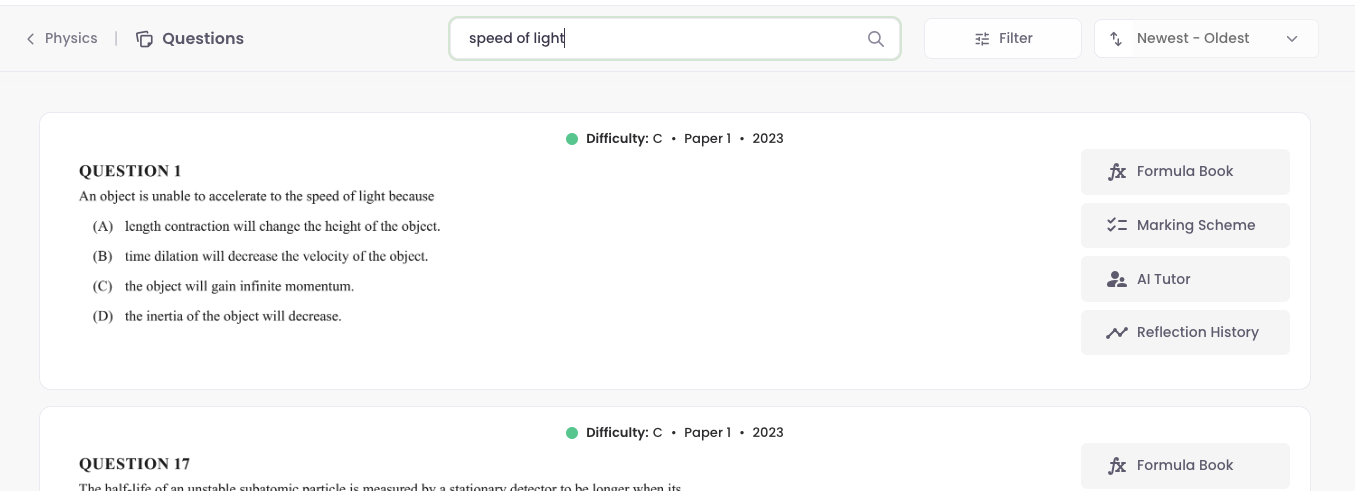 Physics | Questions
speed of light
Filter
Newest - Oldest
Difficulty: C • Paper 1 • 2023
QUESTION 1
An object is unable to accelerate to the speed of light because
(A) length contraction will change the height of the object.
(B) time dilation will decrease the velocity of the object.
(C) the object will gain infinite momentum.
(D) the inertia of the object will decrease.
Formula Book
Marking Scheme
AI Tutor
Reflection History
Difficulty: C • Paper 1 • 2023
QUESTION 17
The half-life of an unstable subatomic particle is measured by a stationary detector to be longer when its
Formula Book